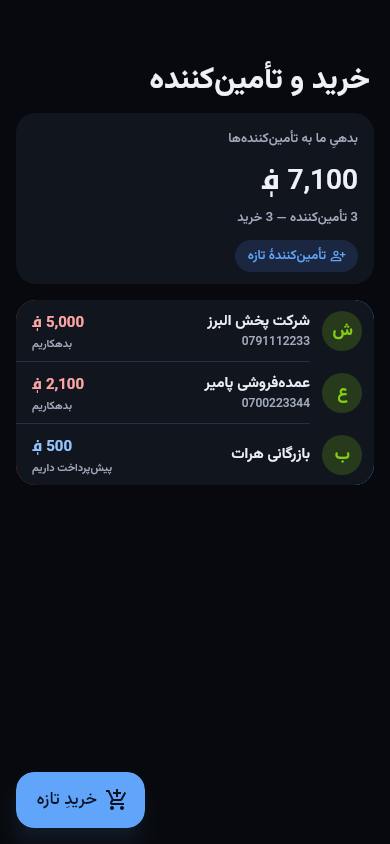 خرید و تأمین‌کننده
بدهیِ ما به تأمین‌کننده‌ها
7,100 ؋
3 تأمین‌کننده — 3 خرید
تأمین‌کنندهٔ تازه
ش
شرکت پخش البرز
0791112233
5,000 ؋
بدهکاریم
ع
عمده‌فروشی پامیر
0700223344
2,100 ؋
بدهکاریم
ب
بازرگانی هرات
500 ؋
پیش‌پرداخت داریم
خریدِ تازه